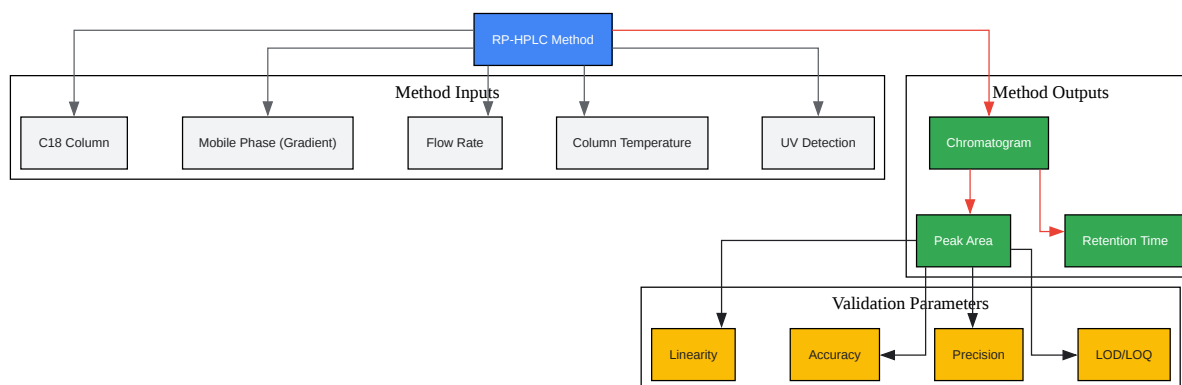 RP-HPLC Method
Method Inputs
Method Outputs
C18 Column
Mobile Phase (Gradient)
Flow Rate
Column Temperature
UV Detection
Chromatogram
Peak Area
Retention Time
Validation Parameters
Linearity
Accuracy
Precision
LOD/LOQ